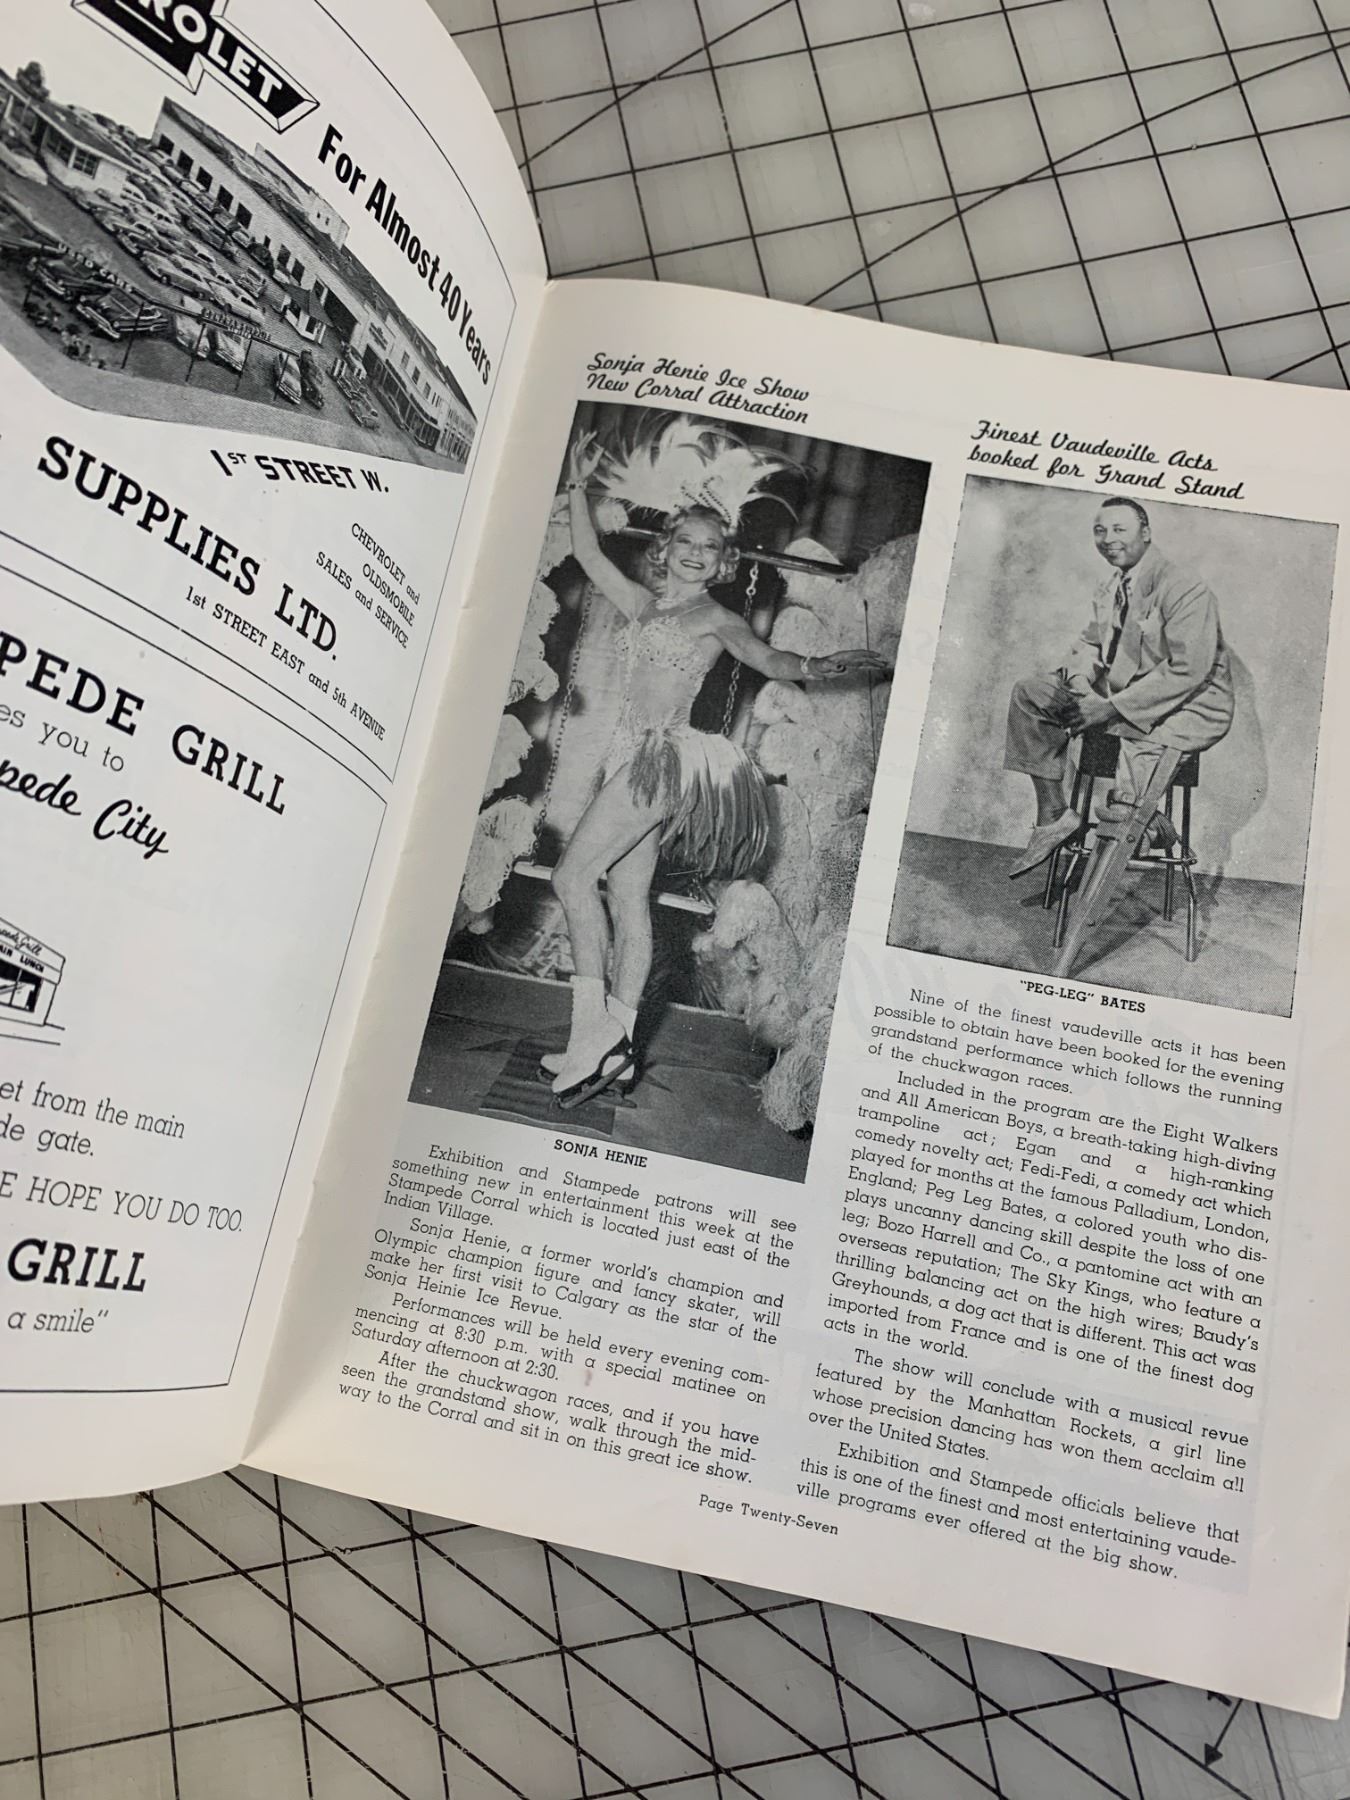 ROLET
For Almost 40 Years
USED CARS
1ST STREET W.
SUPPLIES LTD.
CHEVROLET and
OLDSMOBILE
SALES and SERVICE
1st STREET EAST and 5th AVENUE
PEDE GRILL
es you to
pede City
LUNCH
et from the main
de gate.
E HOPE YOU DO TOO.
GRILL
a smile"
Sonja Henie Ice Show
New Corral Attraction
SONJA HENIE
Exhibition and Stampede patrons will see
something new in entertainment this week at the
Stampede Corral which is located just east of the
Indian Village.
Sonja Henie, a former world's champion and
Olympic champion figure and fancy skater, will
make her first visit to Calgary as the star of the
Sonja Heinie Ice Revue.
Performances will be held every evening com-
mencing at 8:30 p.m. with a special matinee on
Saturday afternoon at 2:30.
After the chuckwagon races, and if you have
seen the grandstand show, walk through the mid-
way to the Corral and sit in on this great ice show.
Finest Vaudeville Acts
booked for Grand Stand
"PEG-LEG" BATES
Nine of the finest vaudeville acts it has been
possible to obtain have been booked for the evening
grandstand performance which follows the running
of the chuckwagon races.
Included in the program are the Eight Walkers
and All American Boys, a breath-taking high-diving
trampoline act; Egan and a high-ranking
comedy novelty act; Fedi-Fedi, a comedy act which
played for months at the famous Palladium, London,
England; Peg Leg Bates, a colored youth who dis-
plays uncanny dancing skill despite the loss of one
leg; Bozo Harrell and Co., a pantomine act with an
overseas reputation; The Sky Kings, who feature a
thrilling balancing act on the high wires; Baudy's
Greyhounds, a dog act that is different. This act was
imported from France and is one of the finest dog
acts in the world.
The show will conclude with a musical revue
featured by the Manhattan Rockets, a girl line
whose precision dancing has won them acclaim all
over the United States.
Exhibition and Stampede officials believe that
this is one of the finest and most entertaining vaude-
ville programs ever offered at the big show.
Page Twenty-Seven